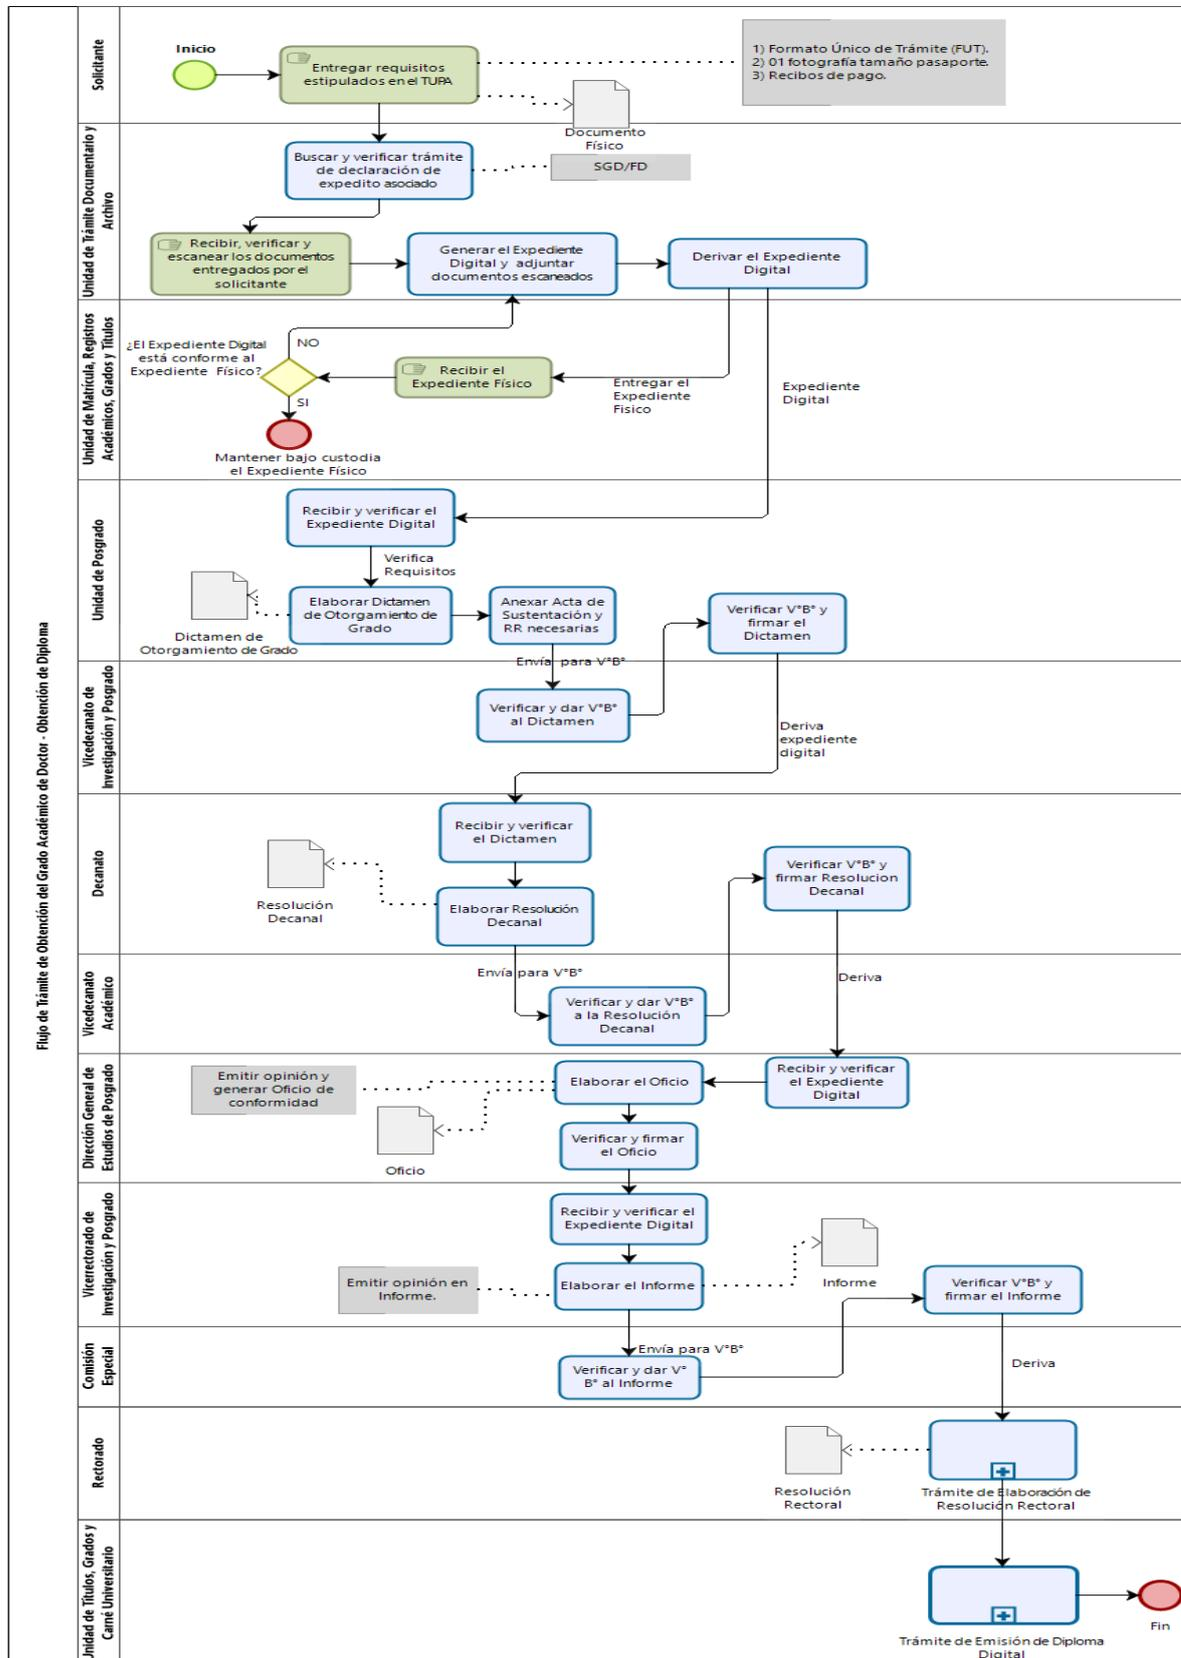 Flujo de Trámite de Obtención del Grado Académico de Doctor - Obtención de Diploma
Solicitante
Inicio
Entregar requisitos
estipulados en el TUPA
1) Formato Único de Trámite (FUT).
2) 01 fotografía tamaño pasaporte.
3) Recibos de pago.
Documento
Físico
Unidad de Trámite Documentario y
Archivo
Buscar y verificar trámite
de declaración de
expedito asociado
SGD/FD
Recibir, verificar y
escanear los documentos
entregados por el
solicitante
Generar el Expediente
Digital y adjuntar
documentos escaneados
Derivar el Expediente
Digital
Unidad de Matrícula, Registros
Académicos, Grados y Títulos
¿El Expediente Digital
está conforme al
Expediente Físico?
NO
SI
Recibir el
Expediente Físico
Entregar el
Expediente
Fisico
Expediente
Digital
Mantener bajo custodia
el Expediente Físico
Unidad de Posgrado
Recibir y verificar el
Expediente Digital
Verifica
Requisitos
Elaborar Dictamen
de Otorgamiento de
Grado
Dictamen de
Otorgamiento de Grado
Anexar Acta de
Sustentación y
RR necesarias
Verificar V°B° y
firmar el
Dictamen
Envía para V°B°
Vicedecanato de
Investigación y Posgrado
Verificar y dar V°B°
al Dictamen
Deriva
expediente
digital
Decanato
Recibir y verificar
el Dictamen
Elaborar Resolución
Decanal
Resolución
Decanal
Verificar V°B° y
firmar Resolucion
Decanal
Vicedecanato
Académico
Envía para V°B°
Verificar y dar V°B°
a la Resolución
Decanal
Deriva
Dirección General de
Estudios de Posgrado
Recibir y verificar
el Expediente
Digital
Elaborar el Oficio
Emitir opinión y
generar Oficio de
conformidad
Oficio
Verificar y firmar
el Oficio
Vicerrectorado de
Investigación y Posgrado
Recibir y verificar el
Expediente Digital
Elaborar el Informe
Emitir opinión en
Informe.
Informe
Verificar V°B° y
firmar el Informe
Comisión
Especial
Envía para V°B°
Verificar y dar V°
B° al Informe
Deriva
Rectorado
Resolución
Rectoral
Trámite de Elaboración de
Resolución Rectoral
Unidad de Títulos, Grados y
Carné Universitario
Trámite de Emisión de Diploma
Digital
Fin